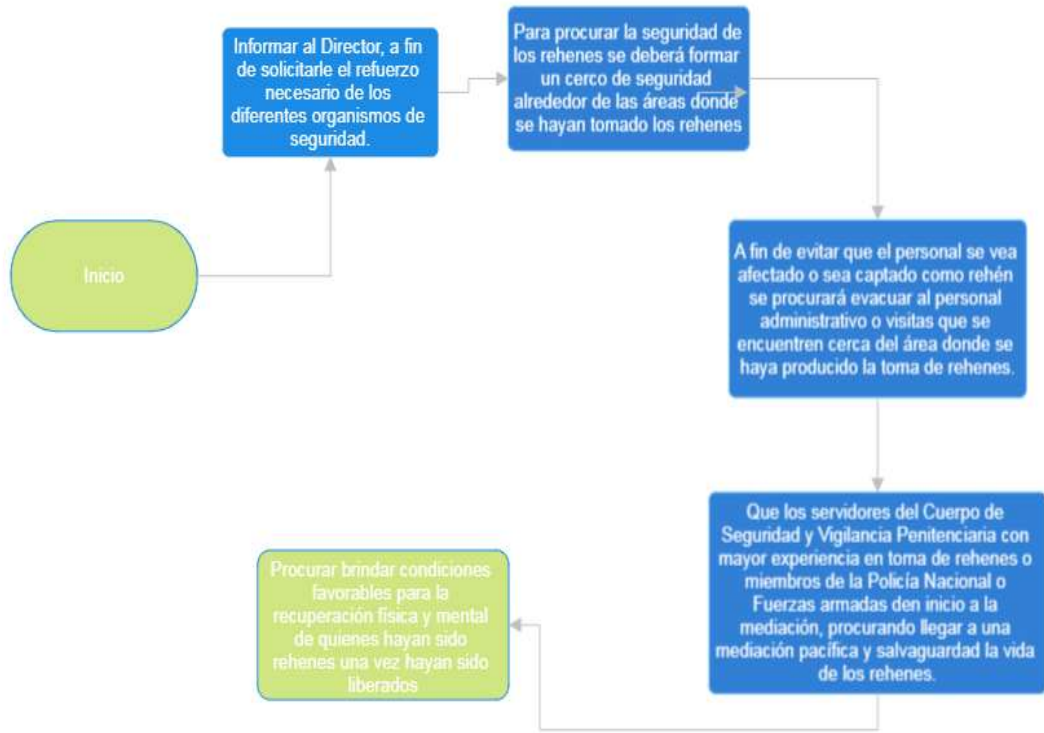 Inicio
Informar al Director, a fin
de solicitarle el refuerzo
necesario de los
diferentes organismos de
seguridad.
Para procurar la seguridad de
los rehenes se deberá formar
un cerco de seguridad
alrededor de las áreas donde
se hayan tomado los rehenes
A fin de evitar que el personal se vea
afectado o sea captado como rehén
se procurará evacuar al personal
administrativo o visitas que se
encuentren cerca del área donde se
haya producido la toma de rehenes.
Que los servidores del Cuerpo de
Seguridad y Vigilancia Penitenciaria con
mayor experiencia en toma de rehenes o
miembros de la Policía Nacional o
Fuerzas armadas den inicio a la
mediación, procurando llegar a una
mediación pacífica y salvaguardad la vida
de los rehenes.
Procurar brindar condiciones
favorables para la
recuperación física y mental
de quienes hayan sido
rehenes una vez hayan sido
liberados